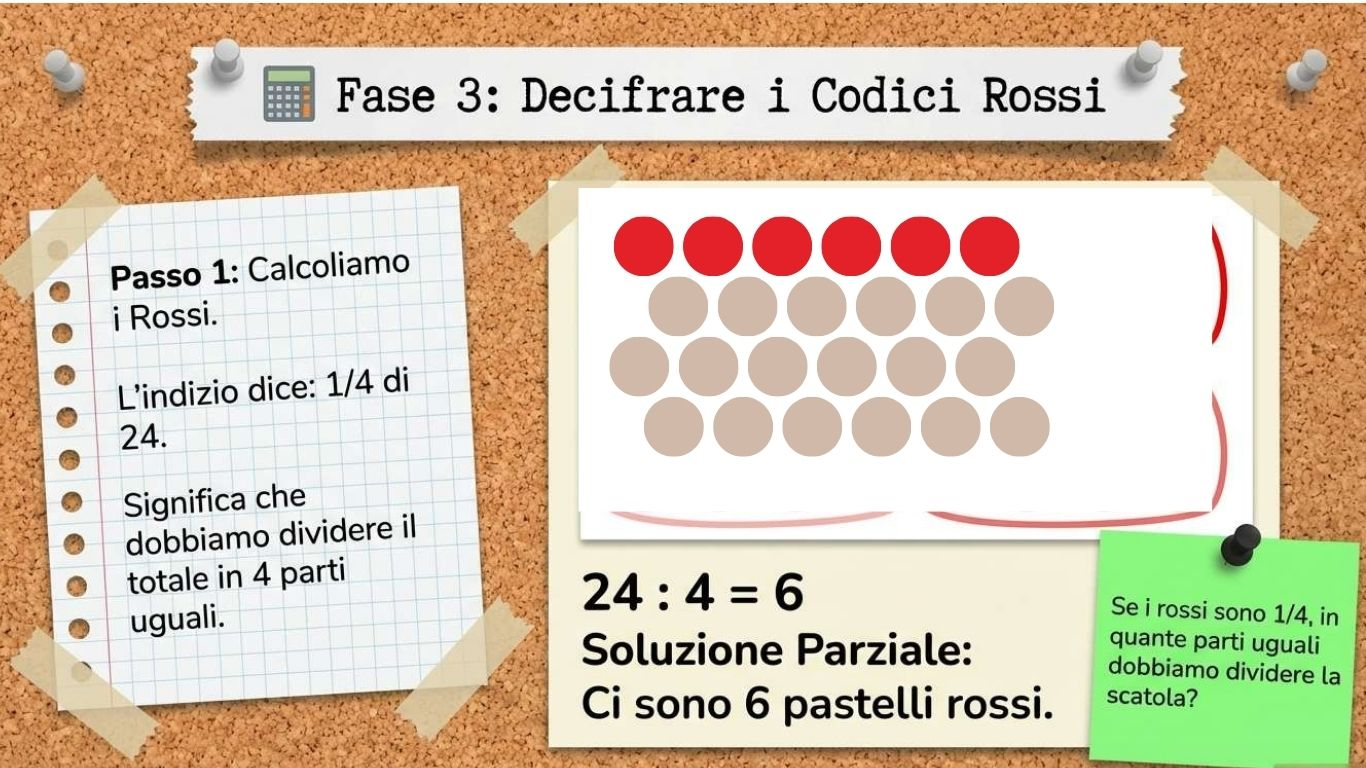 Fase 3: Decifrare i Codici Rossi
Passo 1: Calcoliamo
i Rossi.
L'indizio dice: 1/4 di
24.
Significa che
dobbiamo dividere il
totale in 4 parti
uguali.
24 : 4 = 6
Soluzione Parziale:
Ci sono 6 pastelli rossi.
Se i rossi sono 1/4, in
quante parti uguali
dobbiamo dividere la
scatola?